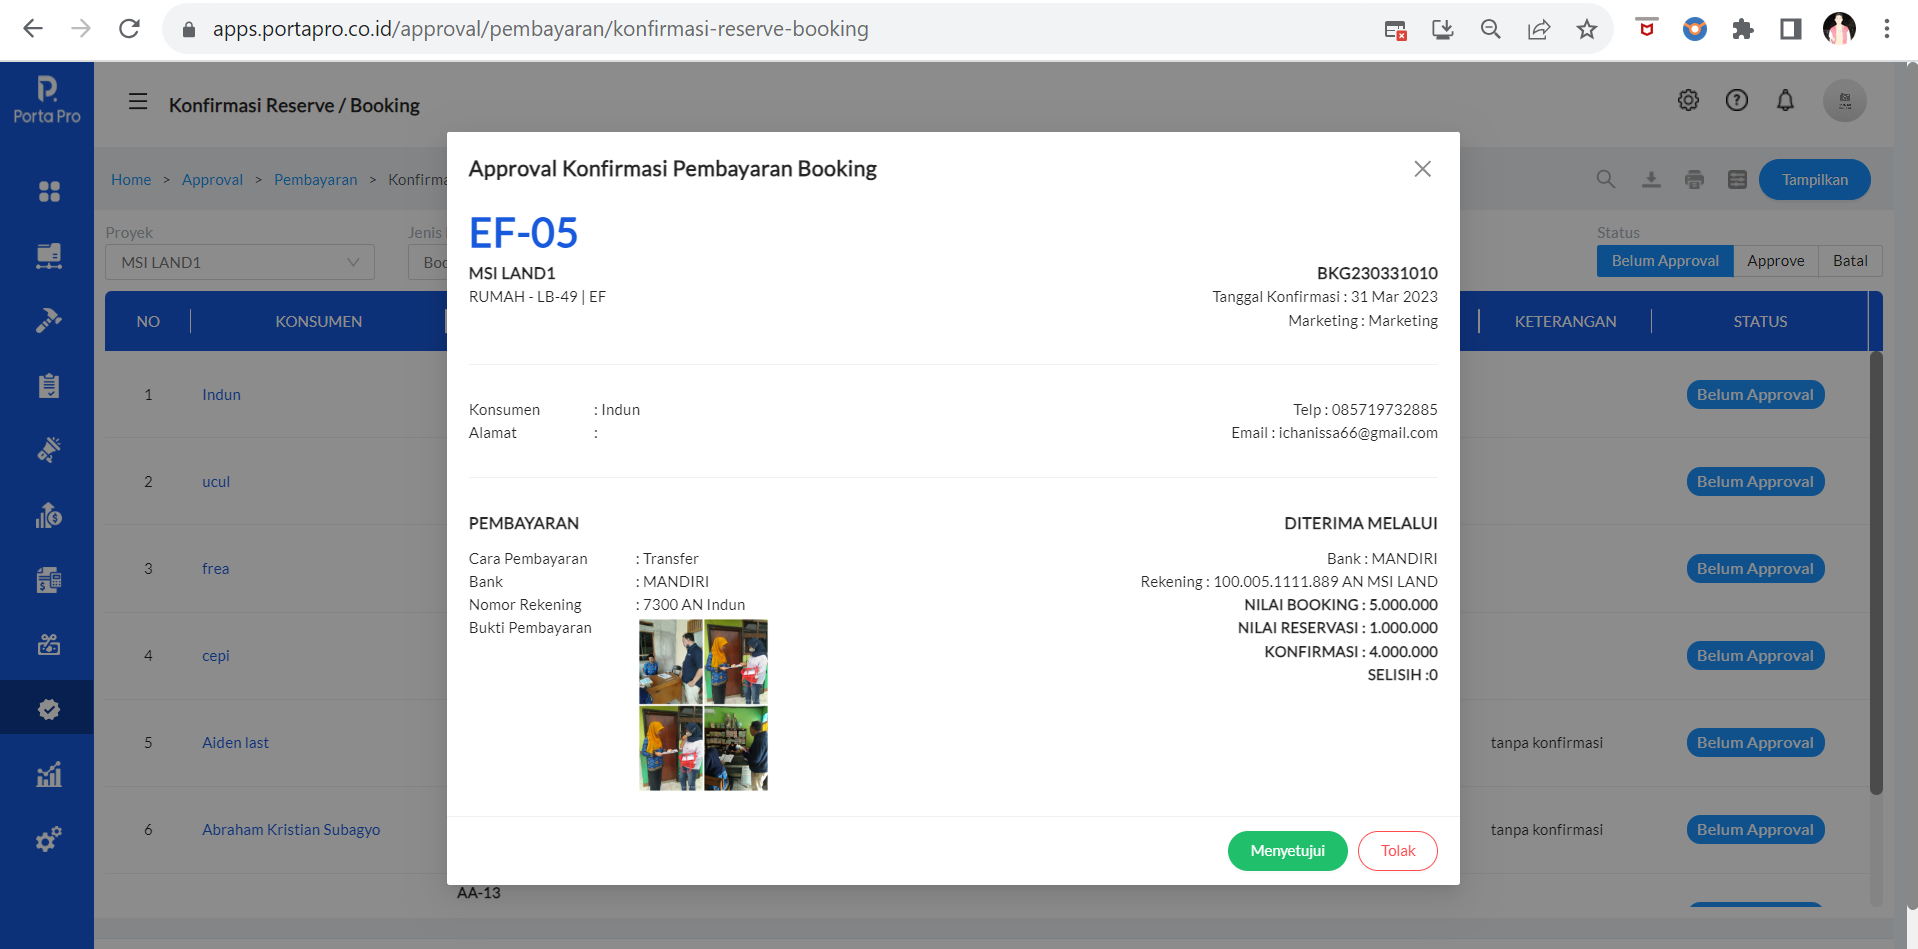 apps.portapro.co.id/approval/pembayaran/konfirmasi-reserve-booking
Porta Pro
Konfirmasi Reserve / Booking
Home > Approval > Pembayaran > Konfirma
Tampilkan
Proyek
Jenis
Status
MSI LAND1
Boo
Belum Approval
Approve
Batal
NO
KONSUMEN
KETERANGAN
STATUS
1
Indun
Belum Approval
2
ucul
Belum Approval
3
frea
Belum Approval
4
cepi
Belum Approval
5
Aiden last
tanpa konfirmasi
Belum Approval
6
Abraham Kristian Subagyo
tanpa konfirmasi
Belum Approval
AA-13
Approval Konfirmasi Pembayaran Booking
EF-05
MSI LAND1
BKG230331010
RUMAH - LB-49 | EF
Tanggal Konfirmasi : 31 Mar 2023
Marketing : Marketing
Konsumen : Indun
Telp : 085719732885
Alamat :
Email : ichanissa66@gmail.com
PEMBAYARAN
DITERIMA MELALUI
Cara Pembayaran : Transfer
Bank : MANDIRI
Bank : MANDIRI
Rekening : 100.005.1111.889 AN MSI LAND
Nomor Rekening : 7300 AN Indun
NILAI BOOKING : 5.000.000
Bukti Pembayaran
NILAI RESERVASI : 1.000.000
KONFIRMASI : 4.000.000
SELISIH :0
Menyetujui
Tolak